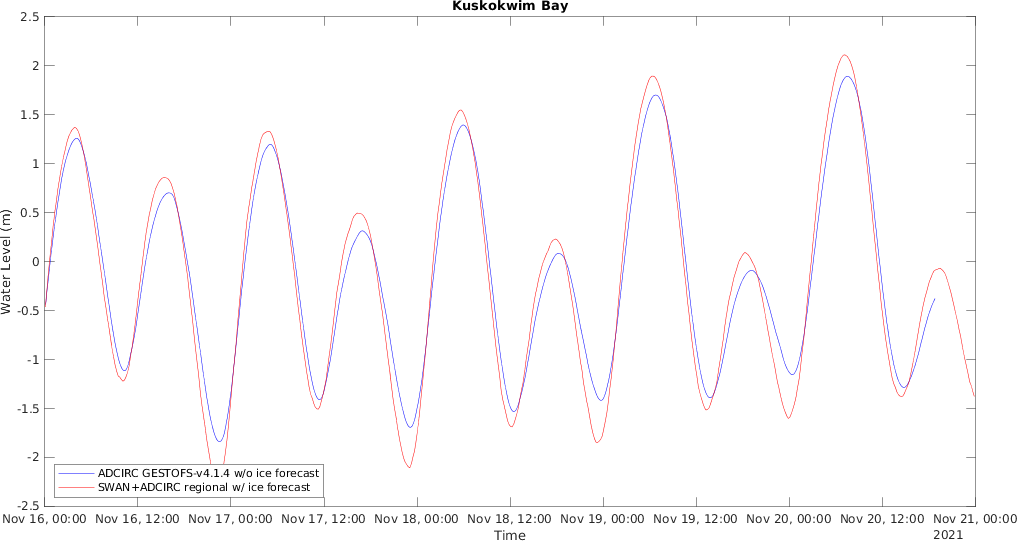 Kuskokwim Bay
2.5
2
1.5
1
0.5
0
-0.5
-1
-1.5
-2
-2.5
Water Level (m)
ADCIRC GESTOFS-v4.1.4 w/o ice forecast
SWAN+ADCIRC regional w/ ice forecast
Nov 16, 00:00 Nov 16, 12:00 Nov 17, 00:00 Nov 17, 12:00 Nov 18, 00:00 Nov 18, 12:00 Nov 19, 00:00 Nov 19, 12:00 Nov 20, 00:00 Nov 20, 12:00 Nov 21, 00:00
Time
2021